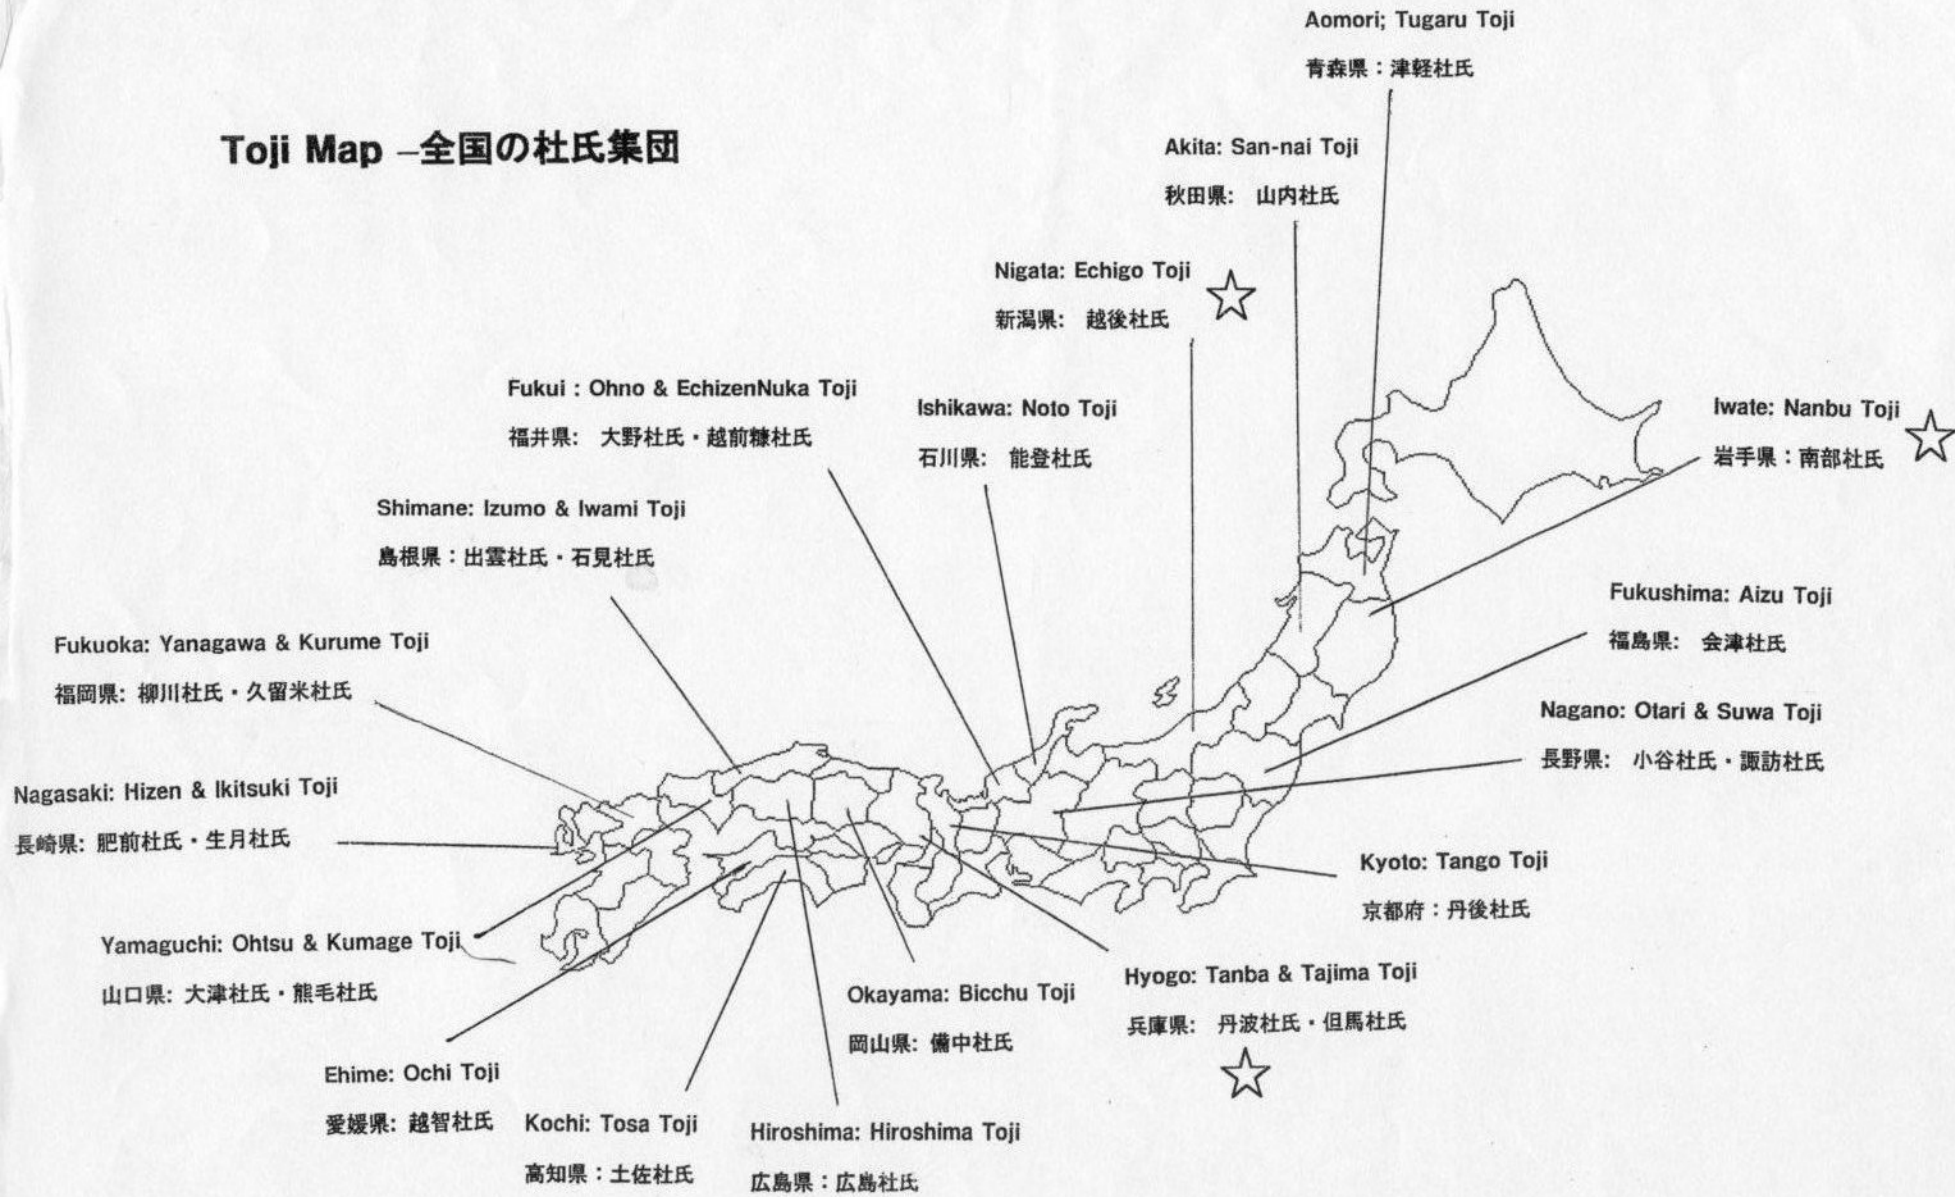 Aomori; Tugaru Toji
青森県：津軽杜氏
Toji Map –全国の杜氏集団
Akita: San-nai Toji
秋田県: 山内杜氏
Nigata: Echigo Toji
新潟県: 越後杜氏
Fukui : Ohno & EchizenNuka Toji
福井県: 大野杜氏・越前糠杜氏
Ishikawa: Noto Toji
石川県: 能登杜氏
Iwate: Nanbu Toji
岩手県：南部杜氏
Shimane: Izumo & Iwami Toji
島根県：出雲杜氏・石見杜氏
Fukushima: Aizu Toji
福島県: 会津杜氏
Fukuoka: Yanagawa & Kurume Toji
福岡県: 柳川杜氏・久留米杜氏
Nagano: Otari & Suwa Toji
長野県: 小谷杜氏・諏訪杜氏
Nagasaki: Hizen & Ikitsuki Toji
長崎県: 肥前杜氏・生月杜氏
Kyoto: Tango Toji
京都府：丹後杜氏
Yamaguchi: Ohtsu & Kumage Toji
山口県: 大津杜氏・熊毛杜氏
Hyogo: Tanba & Tajima Toji
兵庫県: 丹波杜氏・但馬杜氏
Okayama: Bicchu Toji
岡山県: 備中杜氏
Ehime: Ochi Toji
愛媛県: 越智杜氏
Kochi: Tosa Toji
高知県：土佐杜氏
Hiroshima: Hiroshima Toji
広島県：広島杜氏